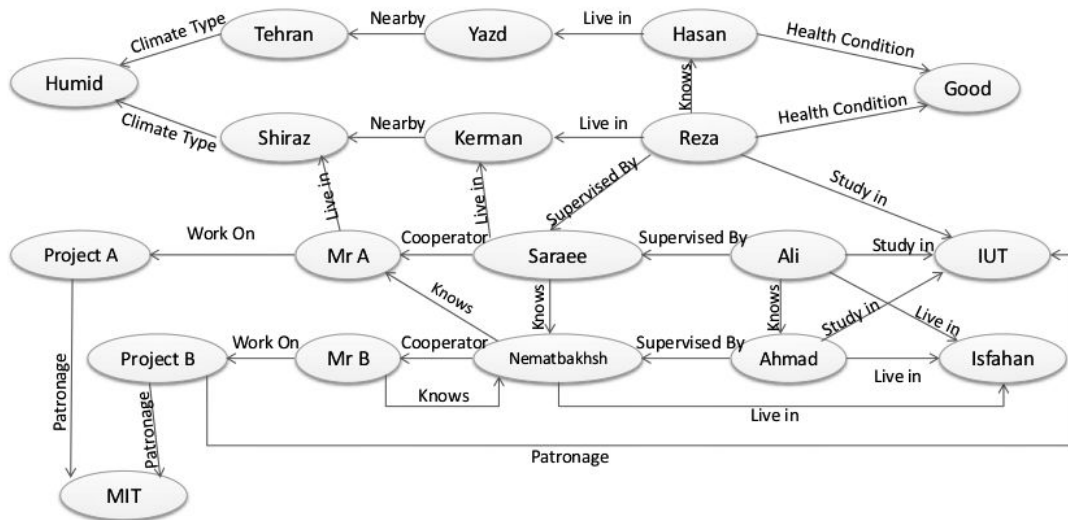 Climate Type
Tehran
Nearby
Yazd
Live in
Hasan
Health Condition
Humid
Knows
Good
Climate Type
Shiraz
Nearby
Kerman
Live in
Reza
Health Condition
Live in
Live in
Supervised By
Study in
Project A
Work On
Mr A
Cooperator
Saraee
Supervised By
Ali
Study in
IUT
Knows
Knows
Knows
Study in
Live in
Patronage
Project B
Work On
Mr B
Cooperator
Nematbakhsh
Supervised By
Ahmad
Live in
Isfahan
Patronage
Knows
Live in
Patronage
MIT